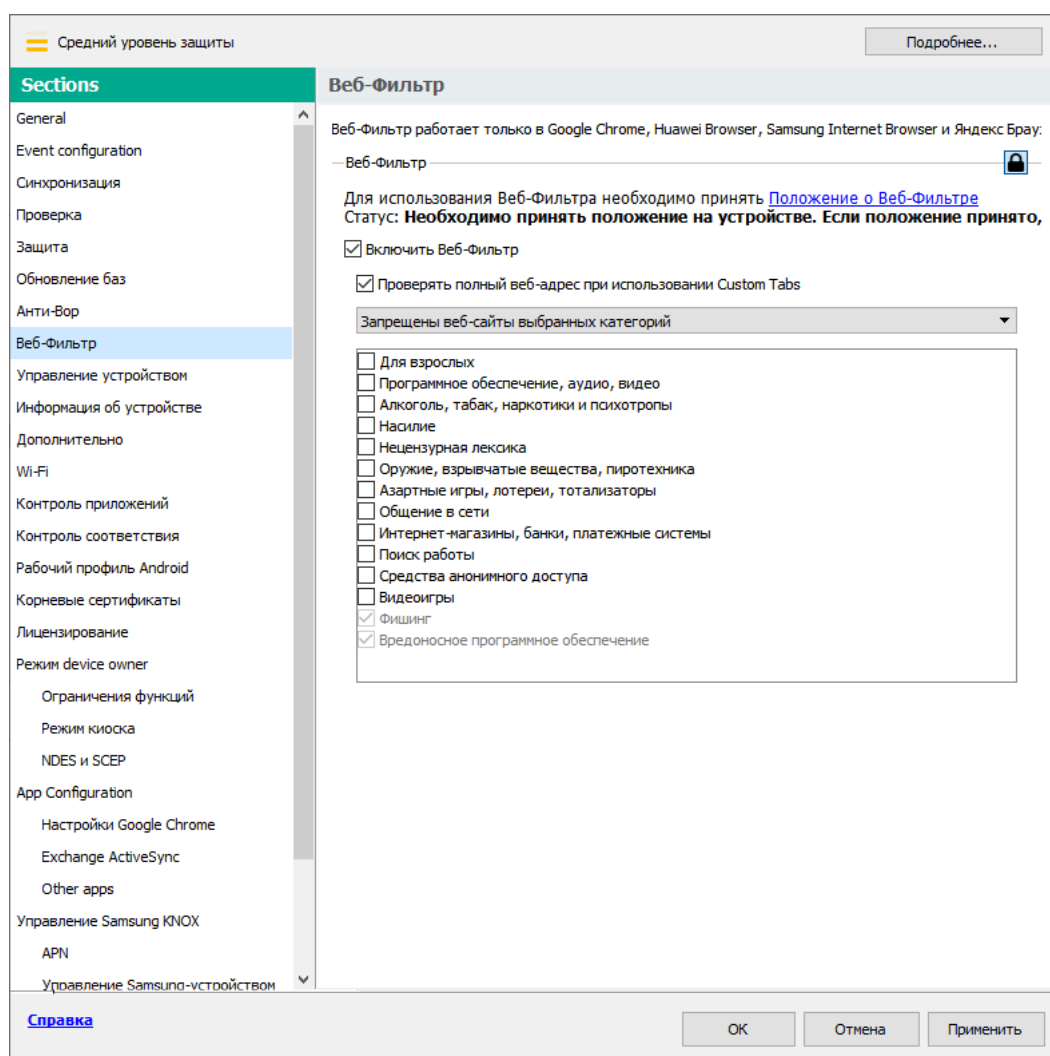 Средний уровень защиты
Подробнее...
Sections
General
Event configuration
Синхронизация
Проверка
Защита
Обновление баз
Анти-Вор
Веб-Фильтр
Управление устройством
Информация об устройстве
Дополнительно
Wi-Fi
Контроль приложений
Контроль соответствия
Рабочий профиль Android
Корневые сертификаты
Лицензирование
Режим device owner
Ограничения функций
Режим киоска
NDES и SCEP
App Configuration
Настройки Google Chrome
Exchange ActiveSync
Other apps
Управление Samsung KNOX
APN
Управление Samsung-устройством
Веб-Фильтр
Веб-Фильтр работает только в Google Chrome, Huawei Browser, Samsung Internet Browser и Яндекс Брау
Веб-Фильтр
Для использования Веб-Фильтра необходимо принять Положение о Веб-Фильтре
Статус: Необходимо принять положение на устройстве. Если положение принято,
Включить Веб-Фильтр
Проверять полный веб-адрес при использовании Custom Tabs
Запрещены веб-сайты выбранных категорий
Для взрослых
Программное обеспечение, аудио, видео
Алкоголь, табак, наркотики и психотропы
Насилие
Нецензурная лексика
Оружие, взрывчатые вещества, пиротехника
Азартные игры, лотереи, тотализаторы
Общение в сети
Интернет-магазины, банки, платежные системы
Поиск работы
Средства анонимного доступа
Видеоигры
Фишинг
Вредоносное программное обеспечение
Справка
ОК
Отмена
Применить